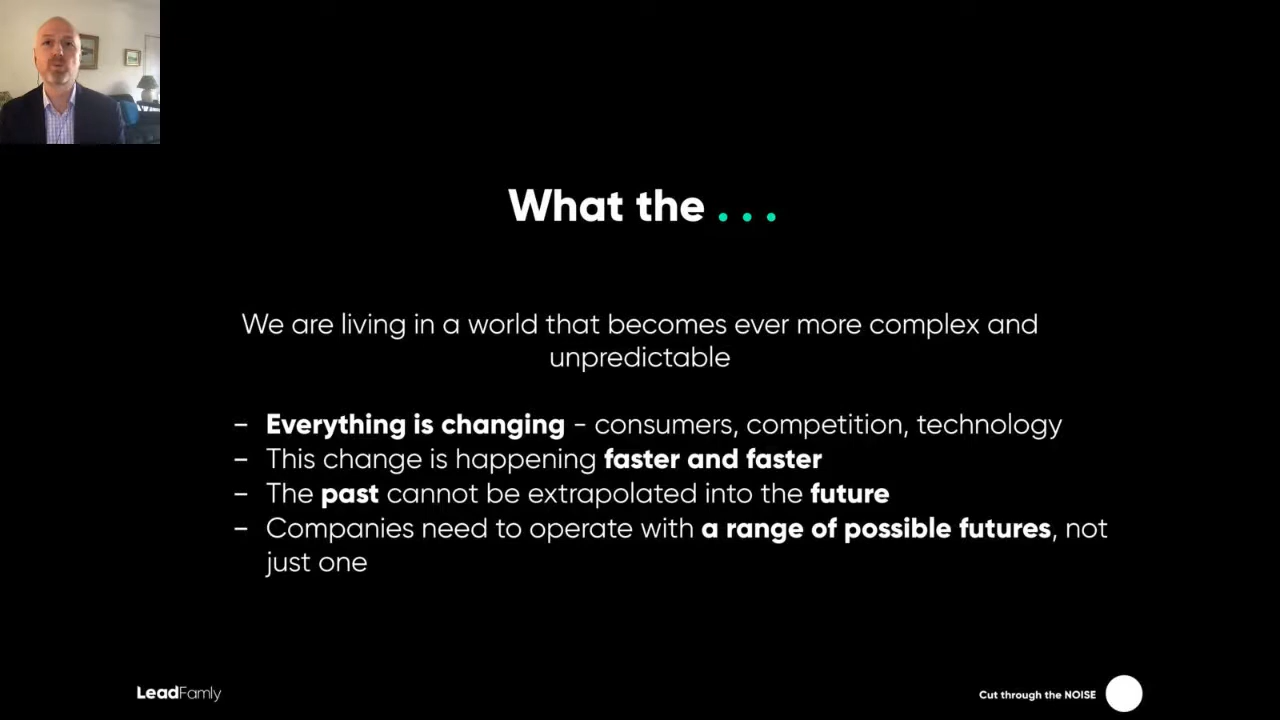 What the . . .
We are living in a world that becomes ever more complex and
unpredictable
- Everything is changing - consumers, competition, technology
- This change is happening faster and faster
- The past cannot be extrapolated into the future
- Companies need to operate with a range of possible futures, not
just one
LeadFamly
Cut through the NOISE